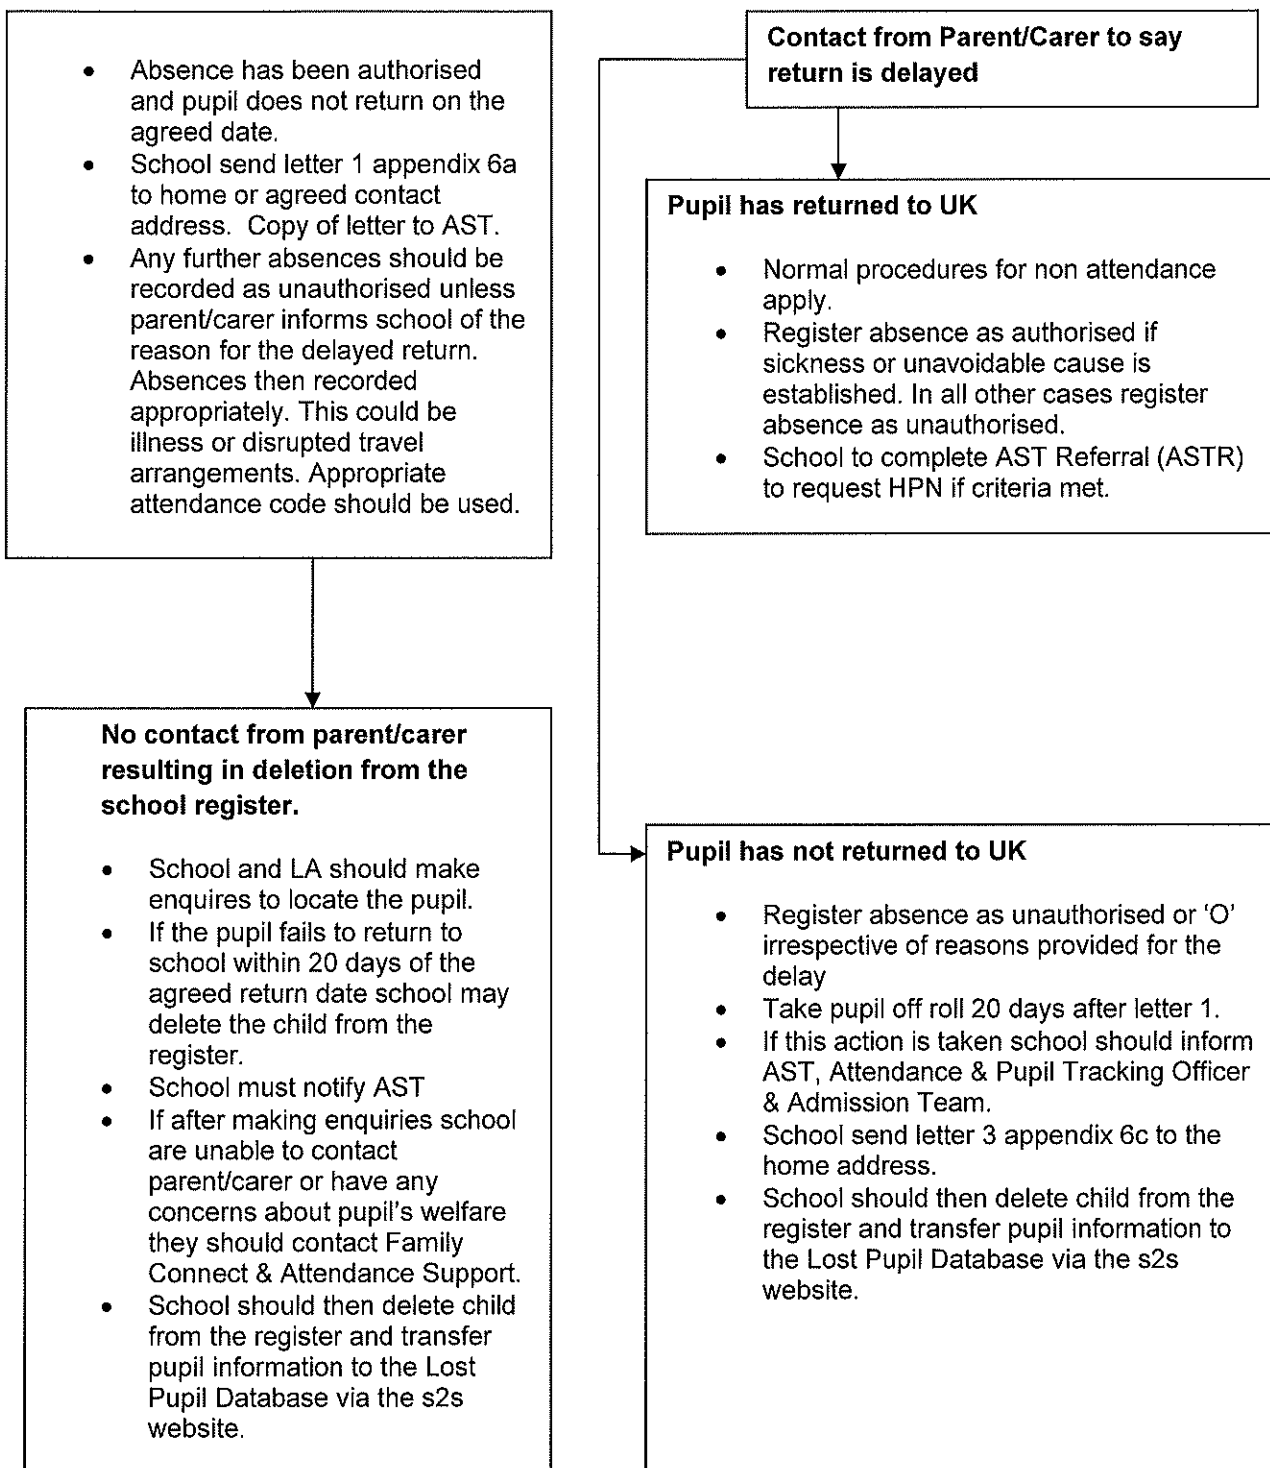 • Absence has been authorised
and pupil does not return on the
agreed date.
• School send letter 1 appendix 6a
to home or agreed contact
address.  Copy of letter to AST.
• Any further absences should be
recorded as unauthorised unless
parent/carer informs school of the
reason for the delayed return.
Absences then recorded
appropriately. This could be
illness or disrupted travel
arrangements. Appropriate
attendance code should be used.
No contact from parent/carer
resulting in deletion from the
school register.
• School and LA should make
enquires to locate the pupil.
• If the pupil fails to return to
school within 20 days of the
agreed return date school may
delete the child from the
register.
• School must notify AST
• If after making enquiries school
are unable to contact
parent/carer or have any
concerns about pupil's welfare
they should contact Family
Connect & Attendance Support.
• School should then delete child
from the register and transfer
pupil information to the Lost
Pupil Database via the s2s
website.
Contact from Parent/Carer to say
return is delayed
Pupil has returned to UK
• Normal procedures for non attendance
apply.
• Register absence as authorised if
sickness or unavoidable cause is
established. In all other cases register
absence as unauthorised.
• School to complete AST Referral (ASTR)
to request HPN if criteria met.
Pupil has not returned to UK
• Register absence as unauthorised or 'O'
irrespective of reasons provided for the
delay
• Take pupil off roll 20 days after letter 1.
• If this action is taken school should inform
AST, Attendance & Pupil Tracking Officer
& Admission Team.
• School send letter 3 appendix 6c to the
home address.
• School should then delete child from the
register and transfer pupil information to
the Lost Pupil Database via the s2s
website.